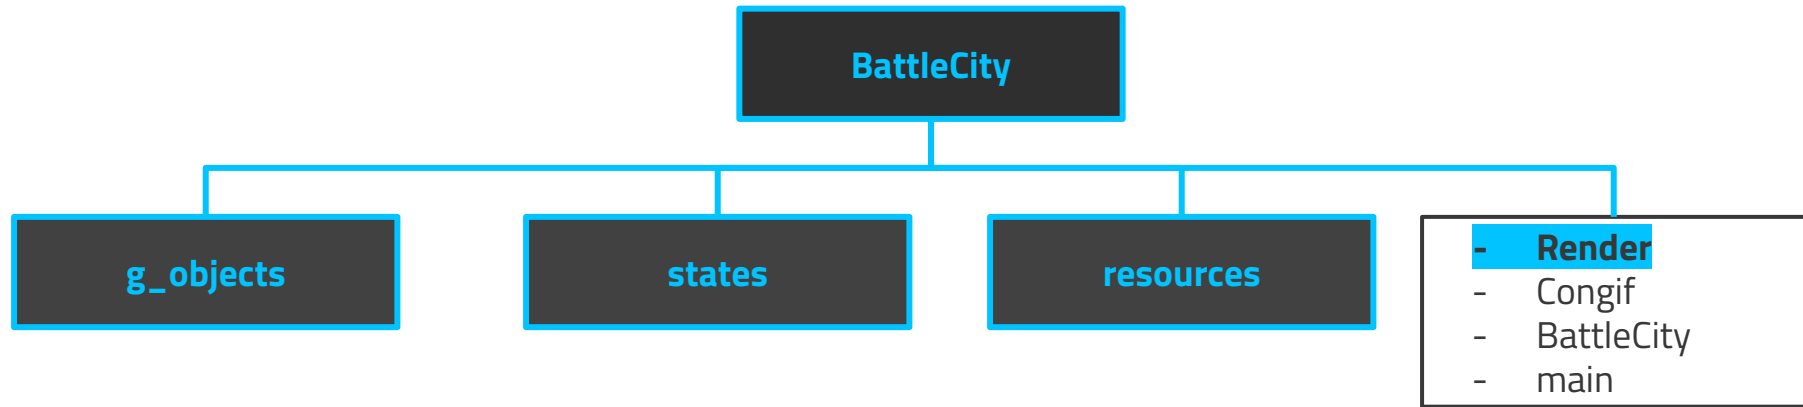 BattleCity
g_objects
states
resources
- Render
- Congif
- BattleCity
- main